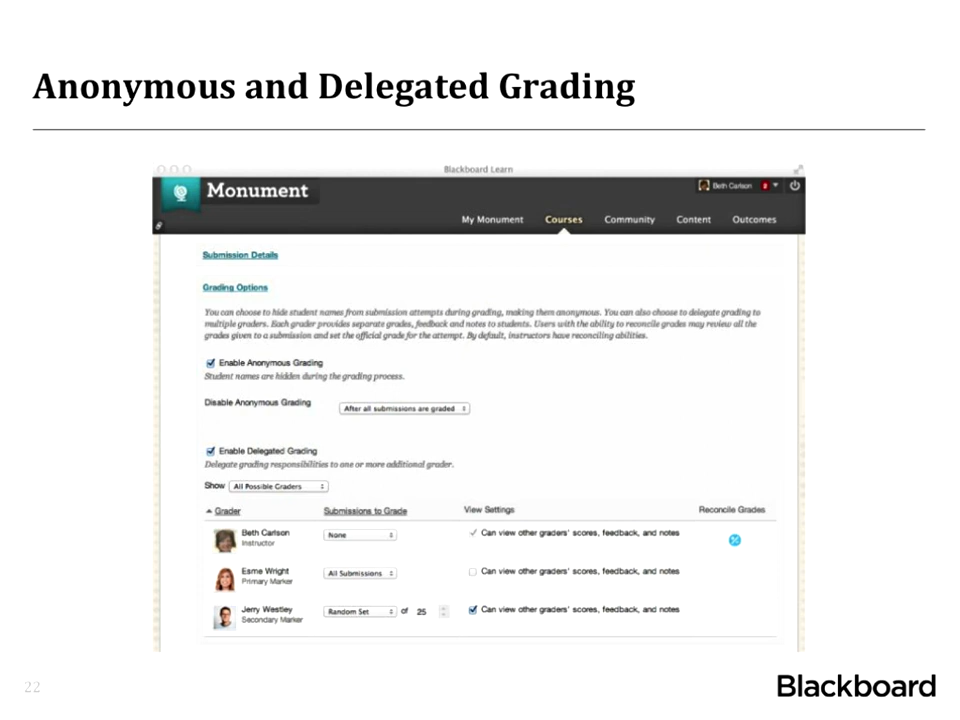 Anonymous and Delegated Grading
Blackboard Learn
Monument
Beth Carlson
My Monument Courses Community Content Outcomes
Submission Details
Grading Options
You can choose to hide student names from submission attempts during grading, making them anonymous. You can also choose to delegate grading to
multiple graders. Each grader provides separate grades, feedback and notes to students. Users with the ability to reconcile grades may review all the
grades given to a submission and set the official grade for the attempt. By default, instructors have reconciling abilities.
Enable Anonymous Grading
Student names are hidden during the grading process.
Disable Anonymous Grading After all submissions are graded
Enable Delegated Grading
Delegate grading responsibilities to one or more additional grader.
Show All Possible Graders
Grader Submissions to Grade View Settings Reconcile Grades
Beth Carlson None Can view other graders' scores, feedback, and notes
Instructor
Esme Wright All Submissions Can view other graders' scores, feedback, and notes
Primary Marker
Jerry Westley Random Set of 25 Can view other graders' scores, feedback, and notes
Secondary Marker
22
Blackboard